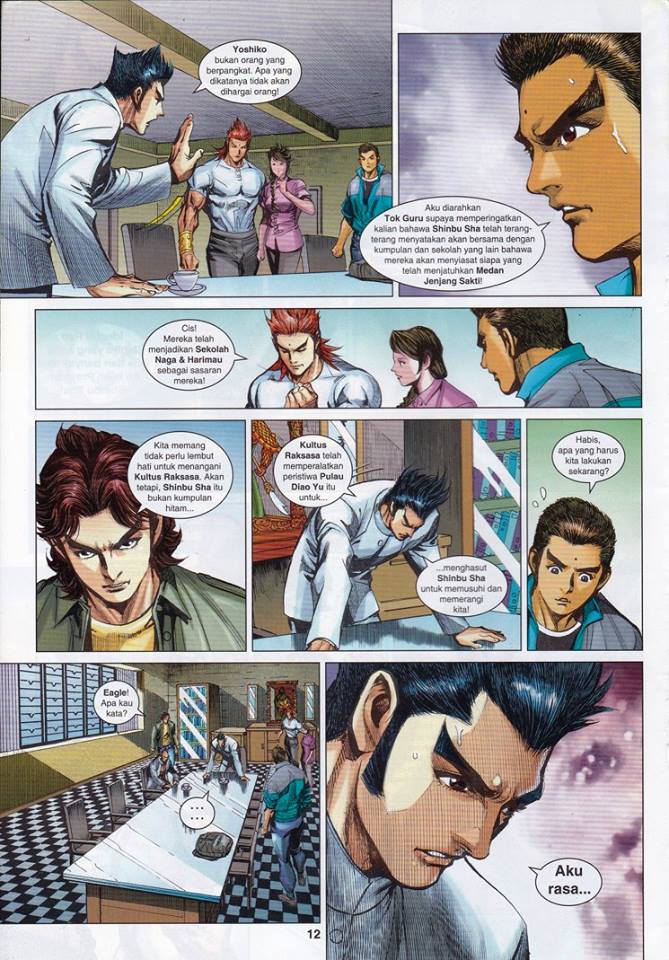 Yoshiko
bukan orang yang
berpangkat. Apa yang
dikatanya tidak akan
dihargai orang!
Aku diarahkan
Tok Guru supaya memperingatkan
kalian bahawa Shinbu Sha telah terang-
terang menyatakan akan bersama dengan
kumpulan dan sekolah yang lain bahawa
mereka akan menyiasat siapa yang
telah menjatuhkan Medan
Jenjang Sakti!
Cis!
Mereka telah
menjadikan Sekolah
Naga & Harimau
sebagai sasaran
mereka!
Kita memang
tidak perlu lembut
hati untuk menangani
Kultus Raksasa. Akan
tetapi, Shinbu Sha itu
bukan kumpulan
hitam...
Kultus
Raksasa telah
memperalatkan
peristiwa Pulau
Diao Yu itu
untuk...
...menghasut
Shinbu Sha
untuk memusuhi dan
memerangi
kita!
Habis,
apa yang harus
kita lakukan
sekarang?
Eagle!
Apa kau
kata?
...
...
Aku
rasa...
12